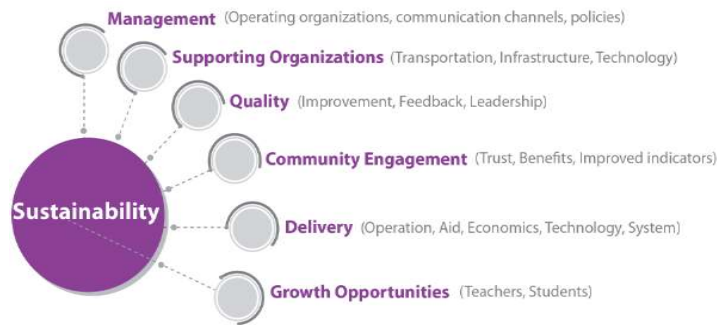 Management (Operating organizations, communication channels, policies)
Supporting Organizations (Transportation, Infrastructure, Technology)
Quality (Improvement, Feedback, Leadership)
Community Engagement (Trust, Benefits, Improved indicators)
Sustainability
Delivery (Operation, Aid, Economics, Technology, System)
Growth Opportunities (Teachers, Students)